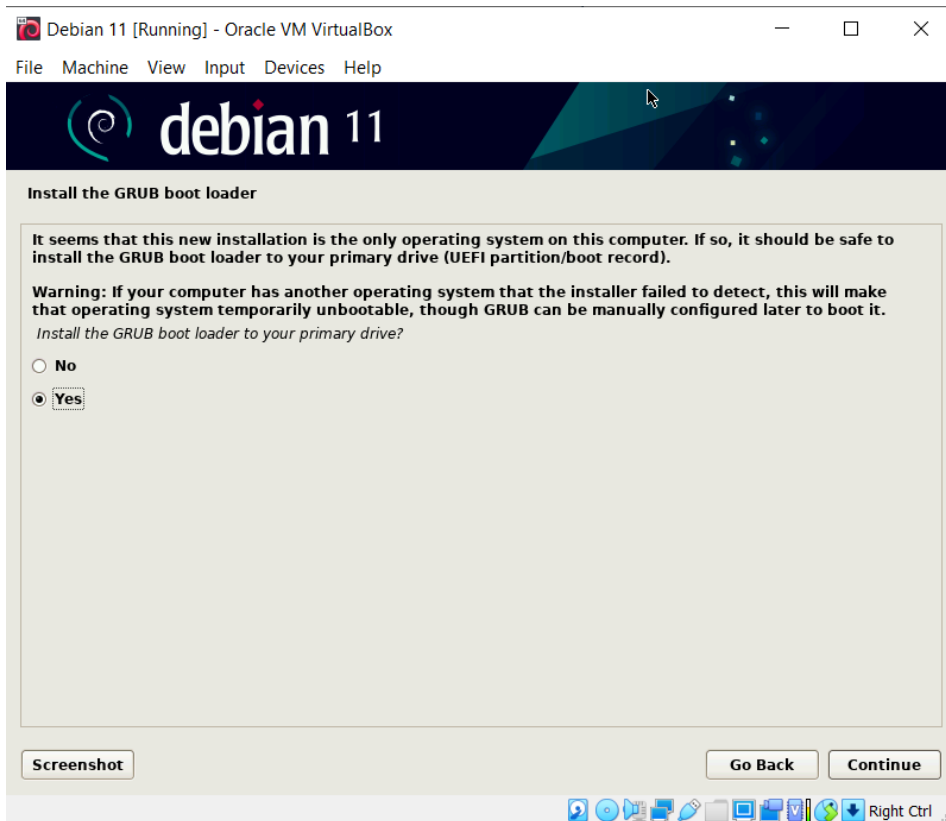 Debian 11 [Running] - Oracle VM VirtualBox
File Machine View Input Devices Help
debian 11
Install the GRUB boot loader
It seems that this new installation is the only operating system on this computer. If so, it should be safe to
install the GRUB boot loader to your primary drive (UEFI partition/boot record).
Warning: If your computer has another operating system that the installer failed to detect, this will make
that operating system temporarily unbootable, though GRUB can be manually configured later to boot it.
Install the GRUB boot loader to your primary drive?
No
Yes
Screenshot
Go Back
Continue
Right Ctrl